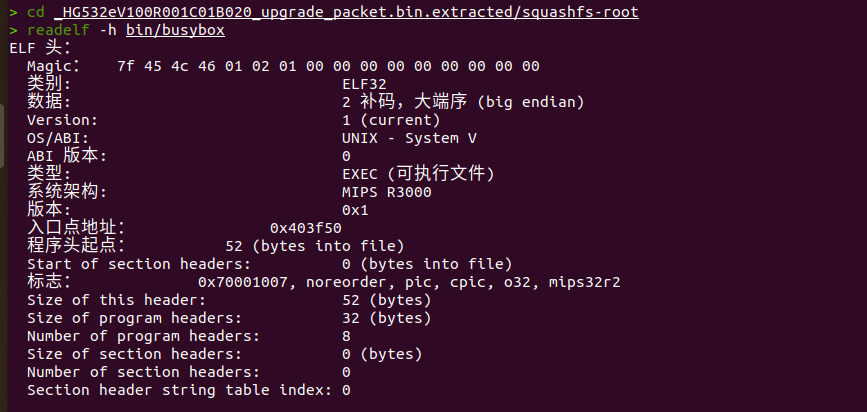 > cd _HG532eV100R001C01B020_upgrade_packet.bin.extracted/squashfs-root
> readelf -h bin/busybox
ELF 头：
  Magic：   7f 45 4c 46 01 02 01 00 00 00 00 00 00 00 00 00
  类别:                              ELF32
  数据:                              2 补码，大端序 (big endian)
  Version:                           1 (current)
  OS/ABI:                            UNIX - System V
  ABI 版本:                          0
  类型:                              EXEC (可执行文件)
  系统架构:                          MIPS R3000
  版本:                              0x1
  入口点地址：               0x403f50
  程序头起点：          52 (bytes into file)
  Start of section headers:          0 (bytes into file)
  标志：             0x70001007, noreorder, pic, cpic, o32, mips32r2
  Size of this header:               52 (bytes)
  Size of program headers:           32 (bytes)
  Number of program headers:         8
  Size of section headers:           0 (bytes)
  Number of section headers:         0
  Section header string table index: 0